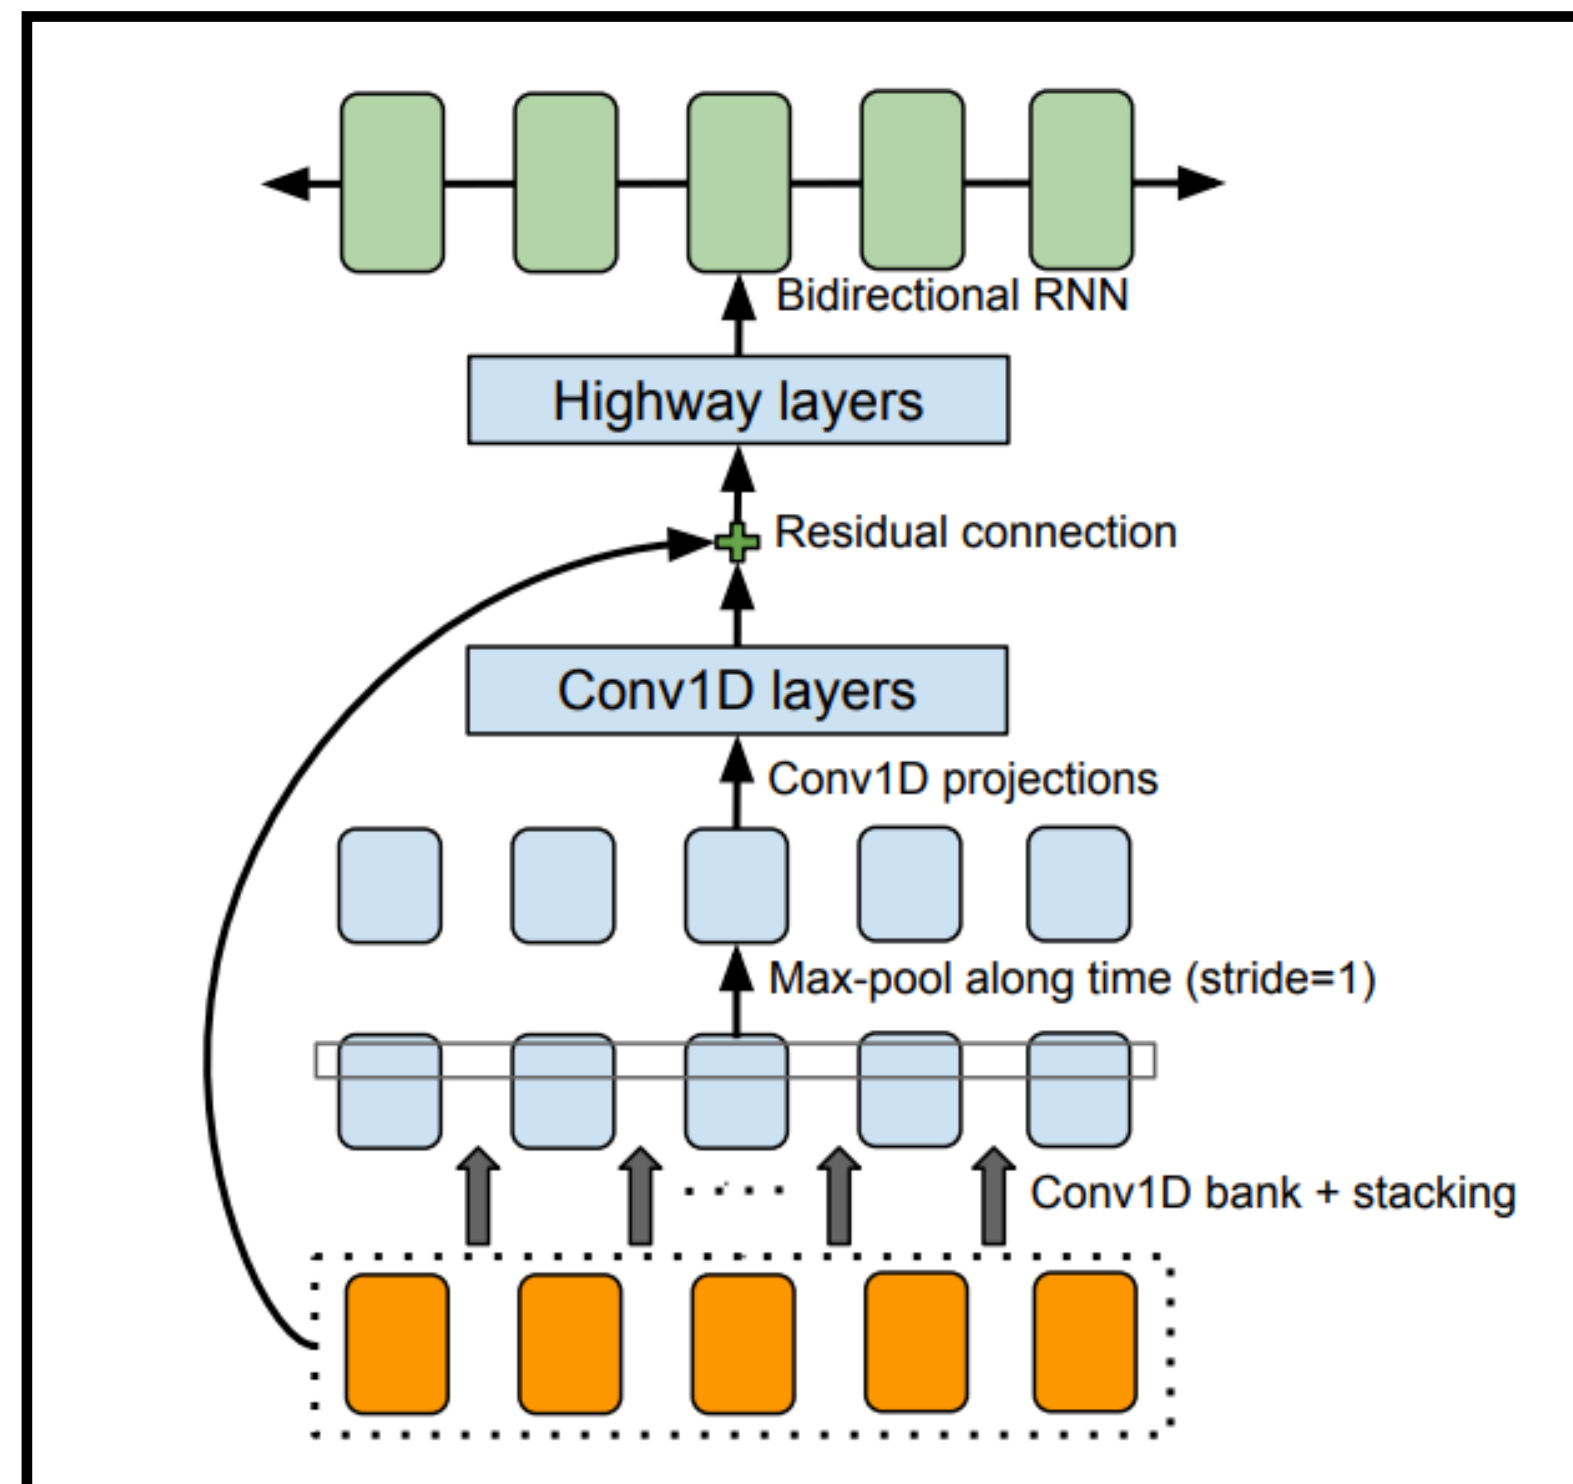 Bidirectional RNN
Highway layers
Residual connection
Conv1D layers
Conv1D projections
Max-pool along time (stride=1)
Conv1D bank + stacking